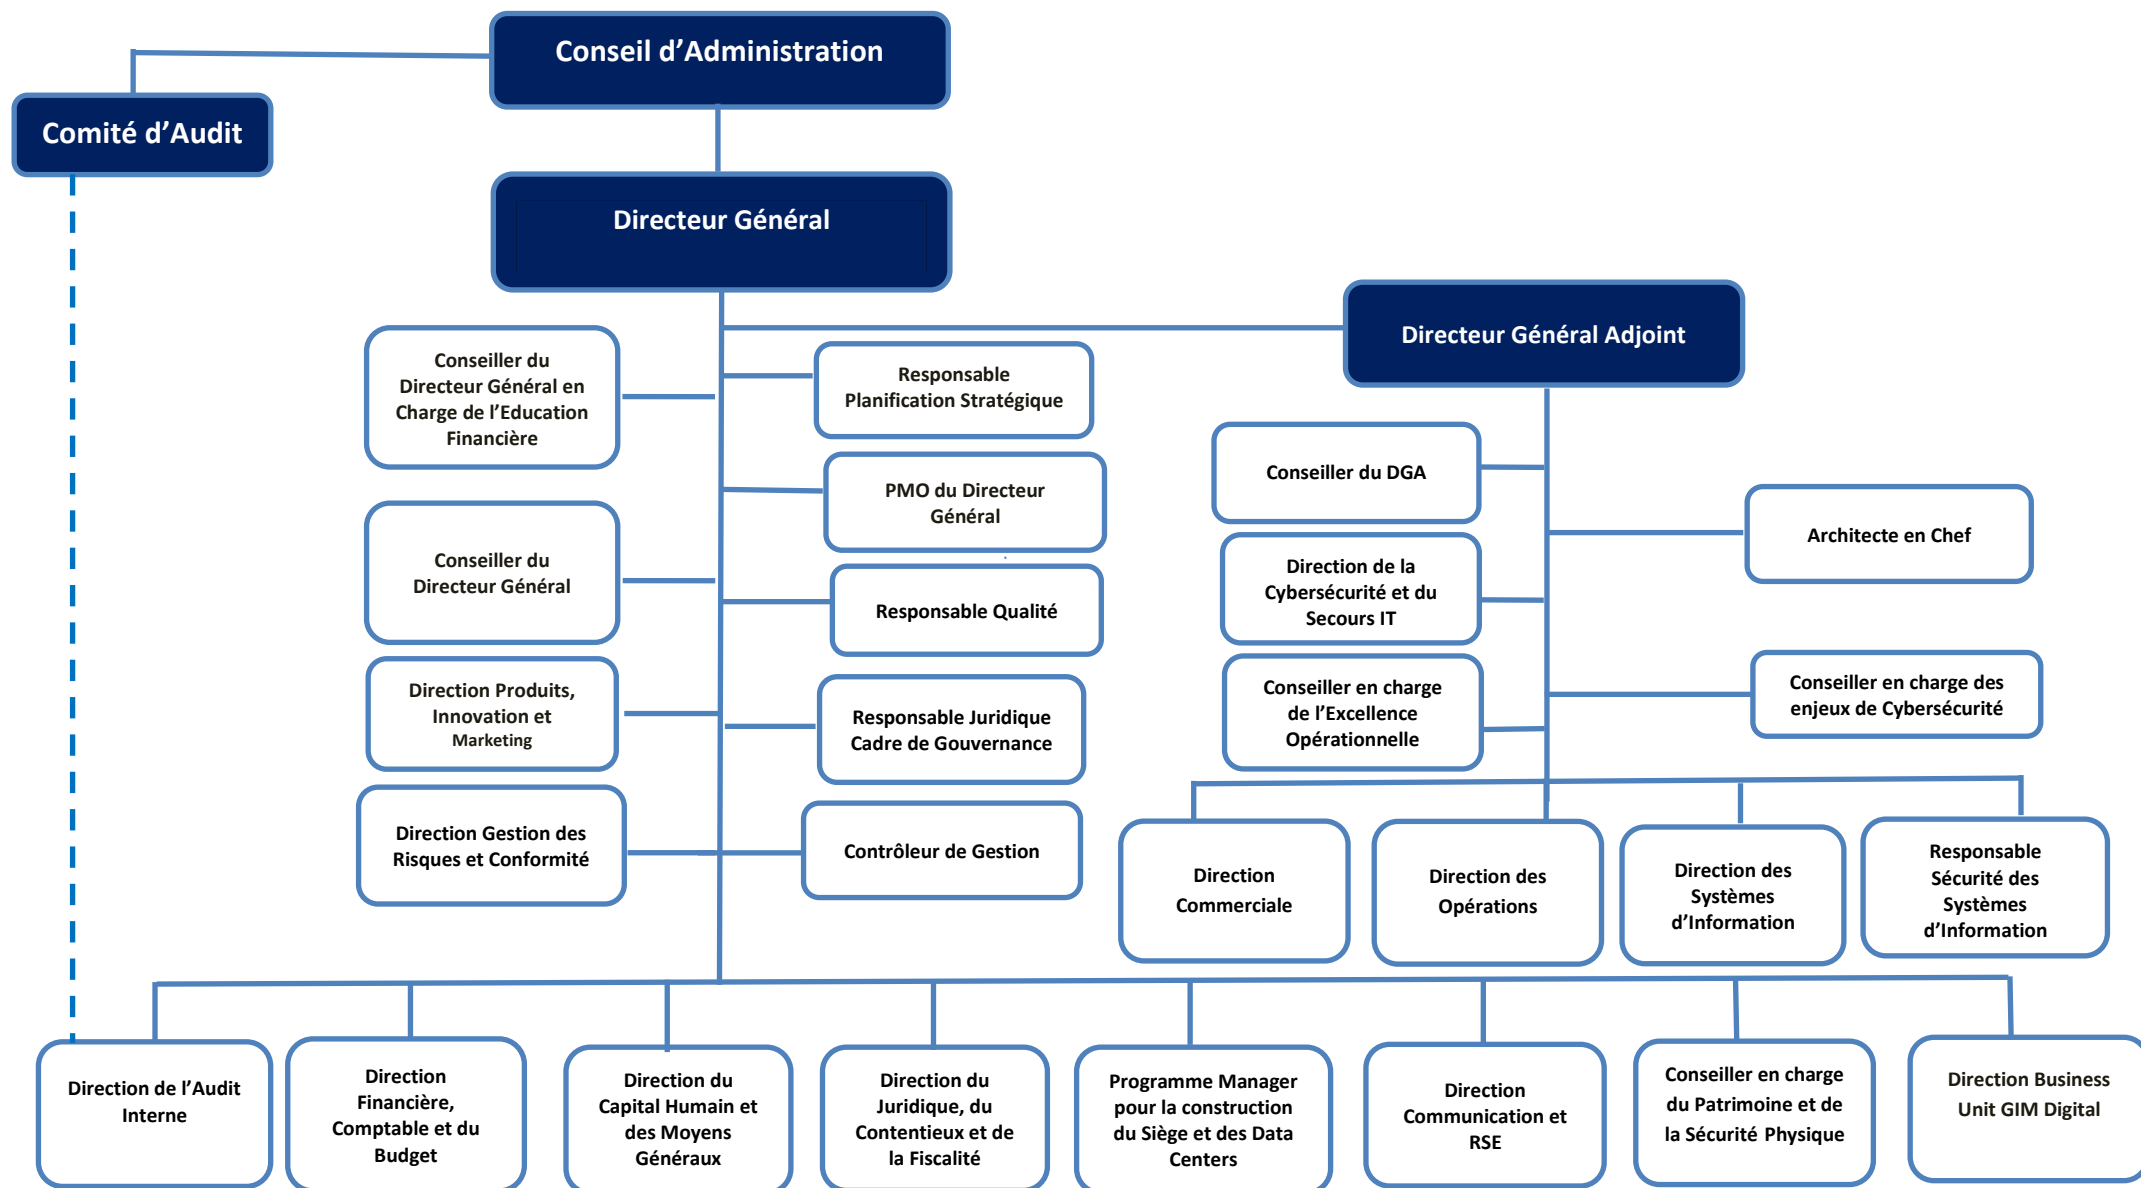 Conseil d’Administration
Comité d’Audit
Directeur Général
Directeur Général Adjoint
Conseiller du
Directeur Général en
Charge de l’Education
Financière
Responsable
Planification Stratégique
Conseiller du DGA
PMO du Directeur
Général
Architecte en Chef
Conseiller du
Directeur Général
Direction de la
Cybersécurité et du
Secours IT
Responsable Qualité
Direction Produits,
Innovation et
Marketing
Responsable Juridique
Cadre de Gouvernance
Conseiller en charge
de l’Excellence
Opérationnelle
Conseiller en charge des
enjeux de Cybersécurité
Direction Gestion des
Risques et Conformité
Contrôleur de Gestion
Direction
Commerciale
Direction des
Opérations
Direction des
Systèmes
d’Information
Responsable
Sécurité des
Systèmes
d’Information
Direction de l’Audit
Interne
Direction
Financière,
Comptable et du
Budget
Direction du
Capital Humain et
des Moyens
Généraux
Direction du
Juridique, du
Contentieux et de
la Fiscalité
Programme Manager
pour la construction
du Siège et des Data
Centers
Direction
Communication et
RSE
Conseiller en charge
du Patrimoine et de
la Sécurité Physique
Direction Business
Unit GIM Digital